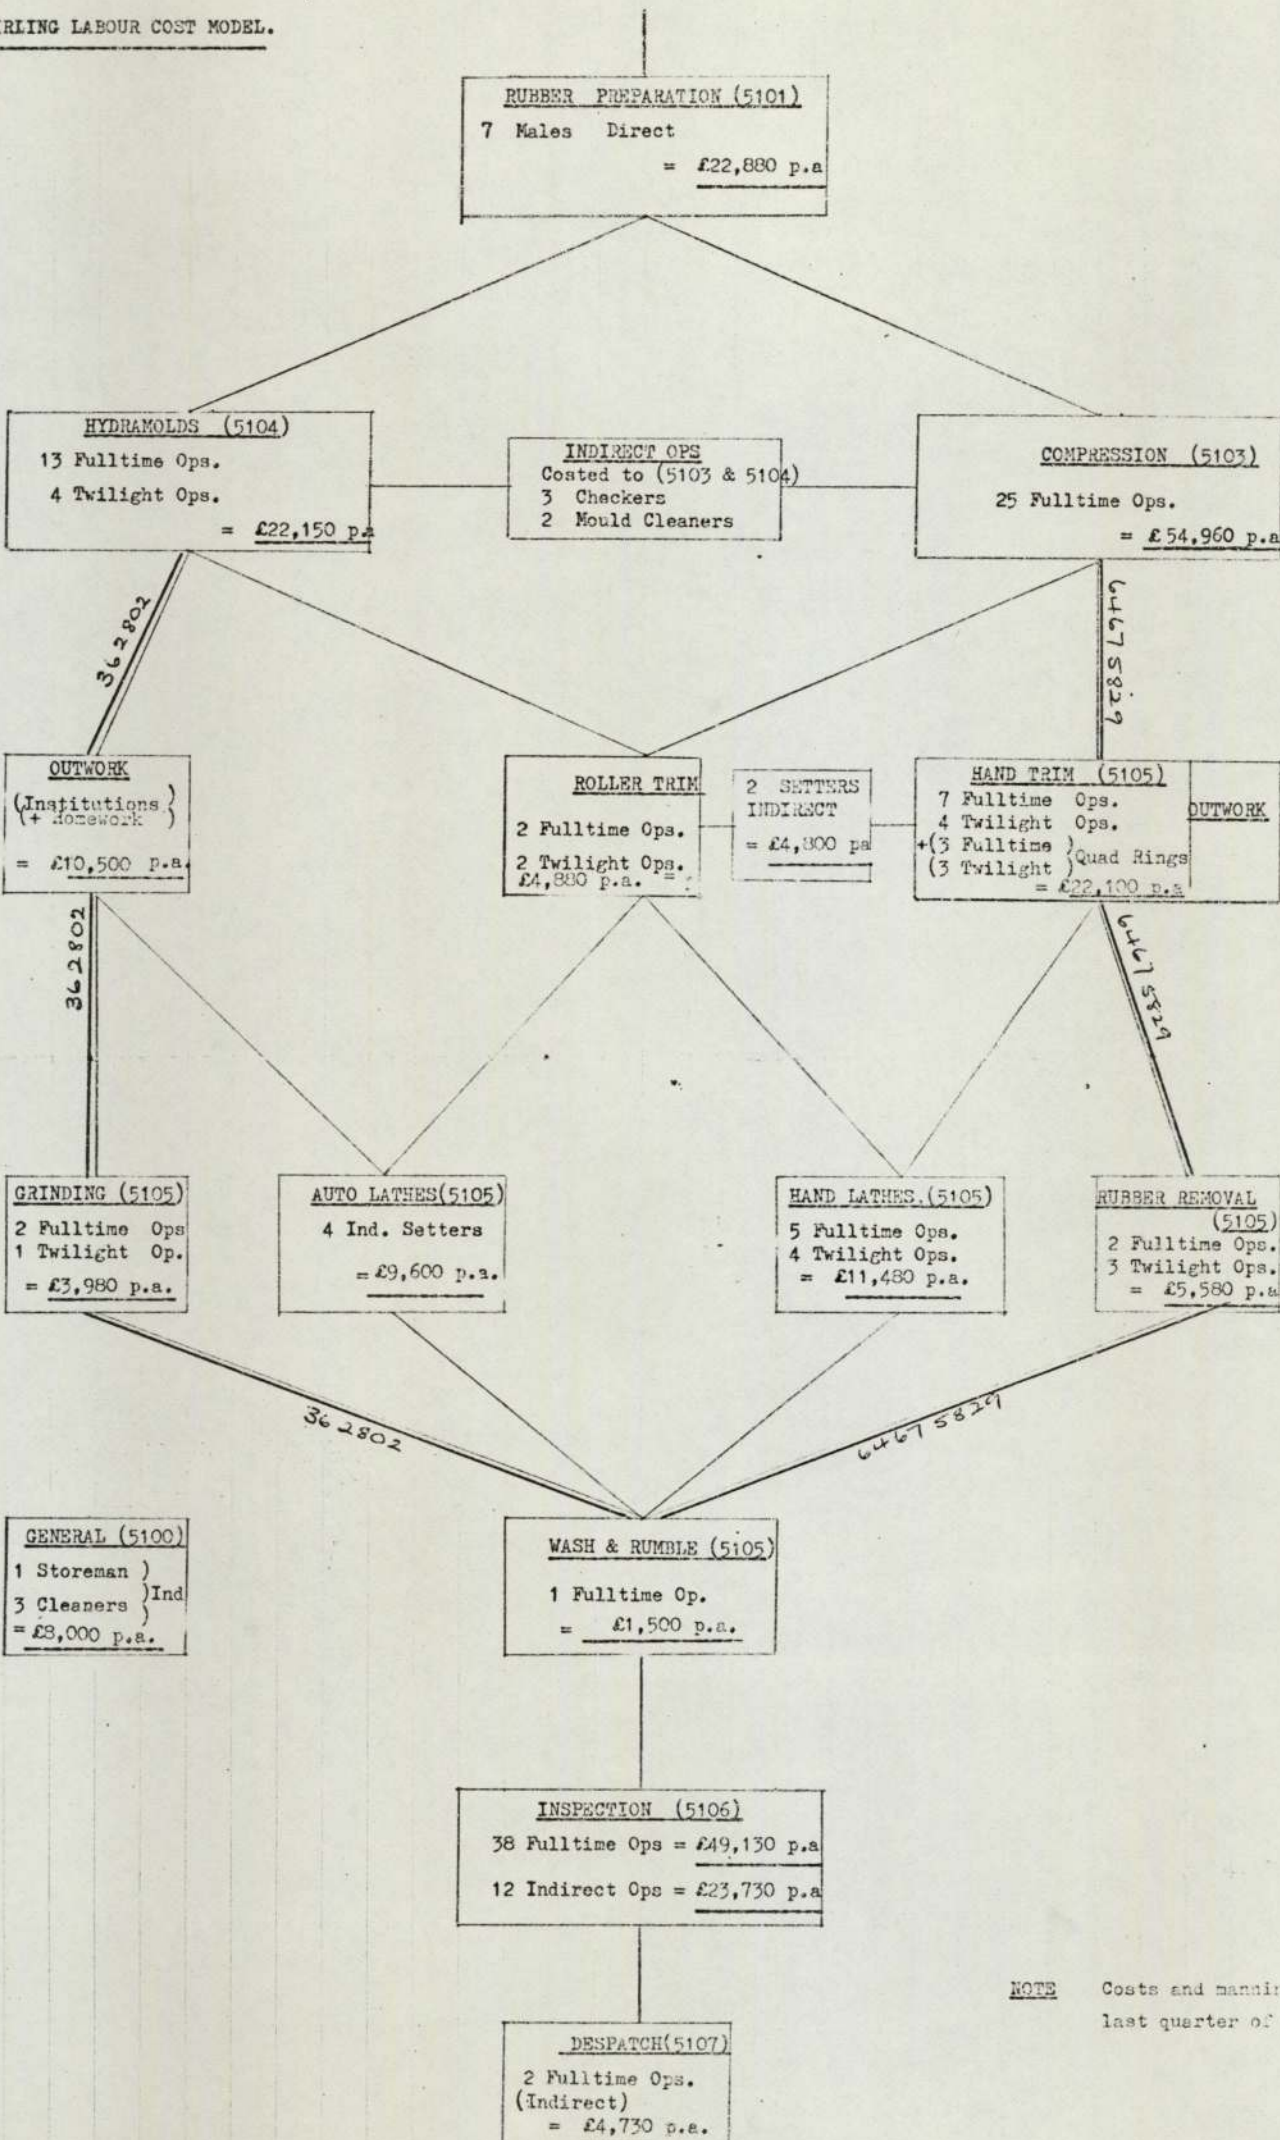 IRLING LABOUR COST MODEL.
RUBBER PREPARATION (5101)
7 Males Direct
= £22,880 p.a
HYDRAMOLDS (5104)
13 Fulltime Ops.
4 Twilight Ops.
= £22,150 p.a
INDIRECT OPS
Costed to (5103 & 5104)
3 Checkers
2 Mould Cleaners
COMPRESSION (5103)
25 Fulltime Ops.
= £54,960 p.a
362802
64675829
OUTWORK
(Institutions )
(+ Homework )
= £10,500 p.a.
ROLLER TRIM
2 Fulltime Ops.
2 Twilight Ops.
£4,880 p.a. =
2 SETTERS
INDIRECT
= £4,800 pa
HAND TRIM (5105)
7 Fulltime Ops.
4 Twilight Ops.
+(3 Fulltime )
(3 Twilight ) Quad Rings
= £22,100 p.a
OUTWORK
362802
64675829
GRINDING (5105)
2 Fulltime Ops
1 Twilight Op.
= £3,980 p.a.
AUTO LATHES(5105)
4 Ind. Setters
= £9,600 p.a.
HAND LATHES.(5105)
5 Fulltime Ops.
4 Twilight Ops.
= £11,480 p.a.
RUBBER REMOVAL
(5105)
2 Fulltime Ops.
3 Twilight Ops.
= £5,580 p.a
362802
64675829
GENERAL (5100)
1 Storeman )
)Ind
3 Cleaners )
= £8,000 p.a.
WASH & RUMBLE (5105)
1 Fulltime Op.
= £1,500 p.a.
INSPECTION (5106)
38 Fulltime Ops = £49,130 p.a
12 Indirect Ops = £23,730 p.a
NOTE Costs and
last quarter of
DESPATCH(5107)
2 Fulltime Ops.
(Indirect)
= £4,730 p.a.